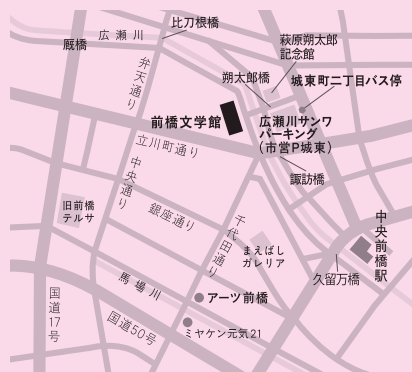 比刀根橋
広瀬川
厩橋
萩原朔太郎
記念館
弁天通り
朔太郎橋
城東町二丁目バス停
前橋文学館
広瀬川サンワ
パーキング
(市営P城東)
立川町通り
諏訪橋
中央通り
旧前橋
テルサ
銀座通り
千代田通り
中央前橋駅
まえばし
ガレリア
久留万橋
馬場川
アーツ前橋
国道17号
国道50号
ミヤケン元気21